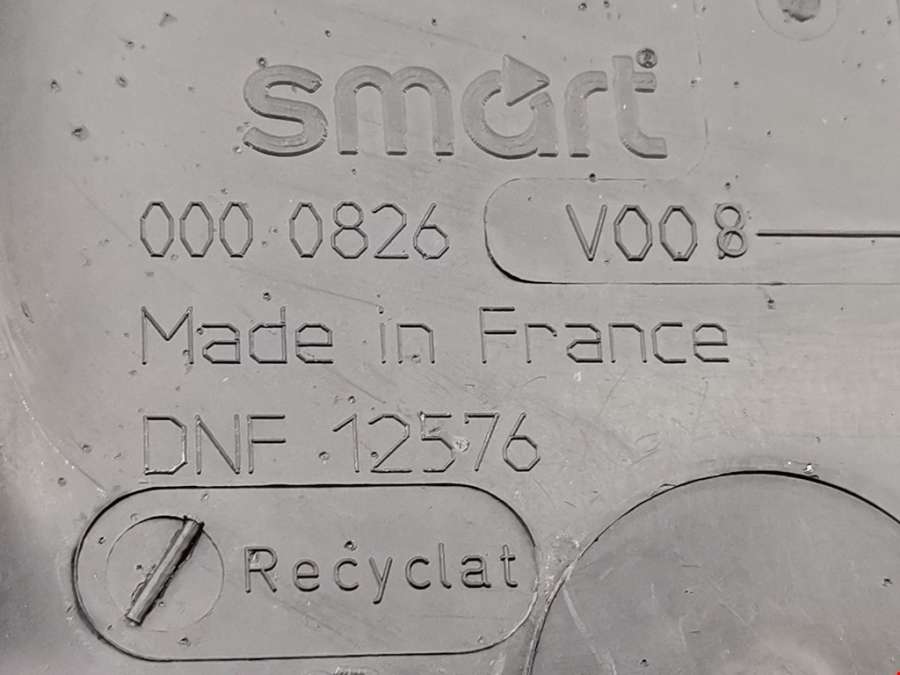 smart®
000 0826 V008
Made in France
DNF 12576
Recyclat